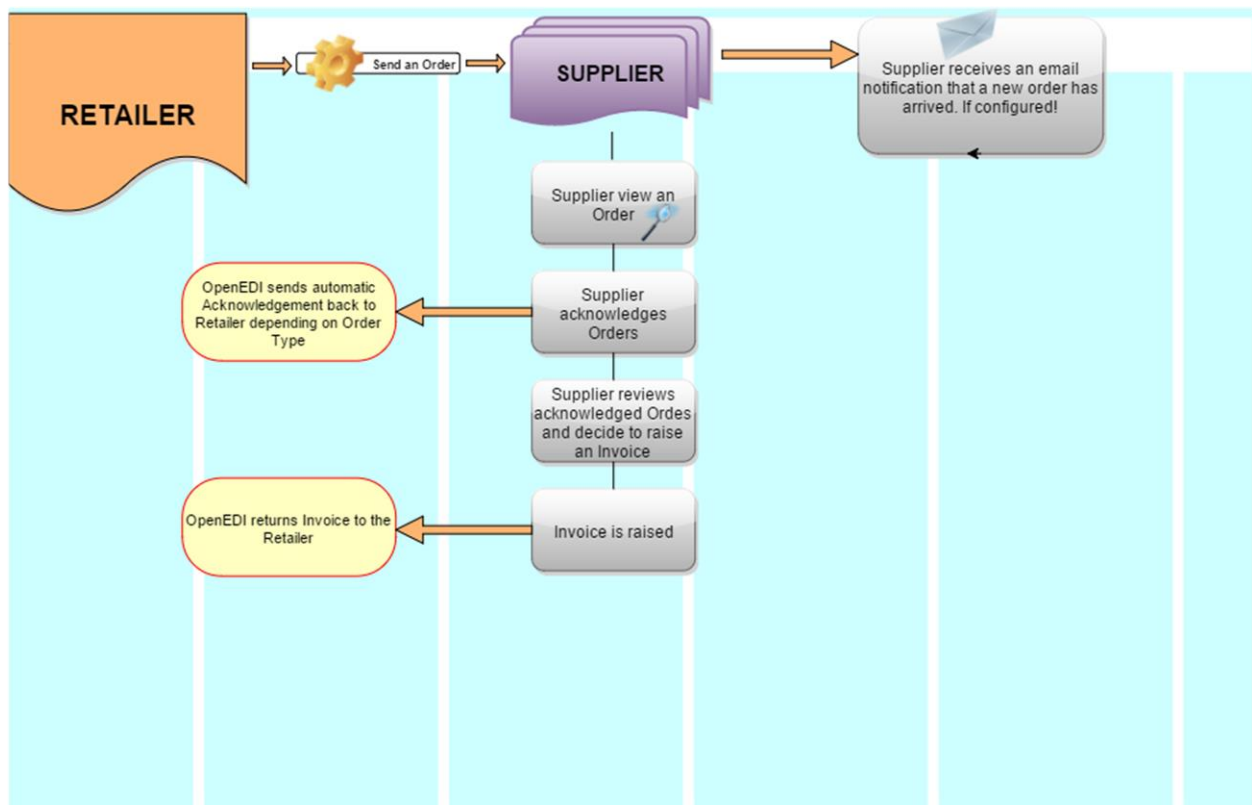 RETAILER
Send an Order
SUPPLIER
Supplier receives an email
notification that a new order has
arrived. If configured!
Supplier view an
Order
OpenEDI sends automatic
Acknowledgement back to
Retailer depending on Order
Type
Supplier
acknowledges
Orders
Supplier reviews
acknowledged Ordes
and decide to raise
an Invoice
OpenEDI returns Invoice to the
Retailer
Invoice is raised